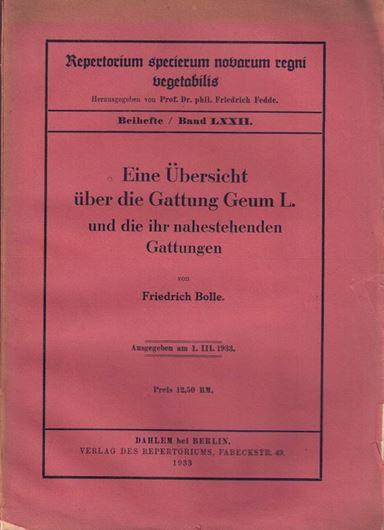 Repertorium specierum novarum regni
vegetabilis
Herausgegeben von Prof. Dr. phil. Friedrich Fedde.
Beihefte / Band LXXII.
Eine Übersicht
über die Gattung Geum L.
und die ihr nahestehenden
Gattungen
von
Friedrich Bolle.
Ausgegeben am 1. III. 1933.
Preis 12,50 RM.
DAHLEM bei BERLIN.
VERLAG DES REPERTORIUMS, FABECKSTR. 49.
1933